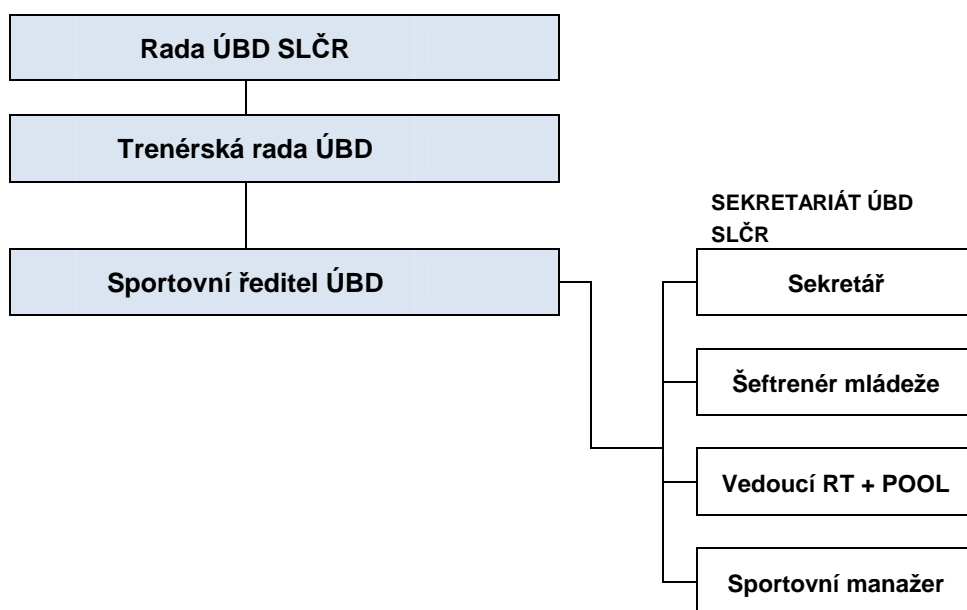 Rada ÚBD SLČR
Trenérská rada ÚBD
Sportovní ředitel ÚBD
SEKRETARIÁT ÚBD
SLČR
Sekretář
Šeftrenér mládeže
Vedoucí RT + POOL
Sportovní manažer